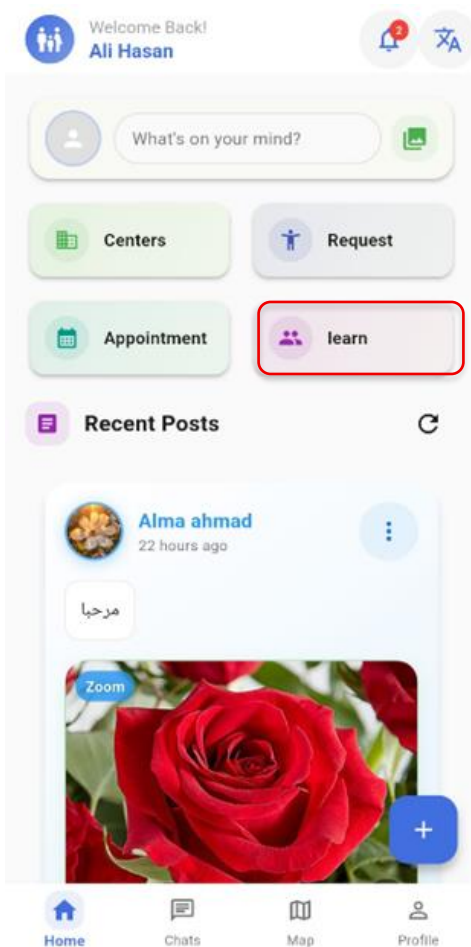 Welcome Back!
Ali Hasan
2
What's on your mind?
Centers
Request
Appointment
learn
Recent Posts
Alma ahmad
22 hours ago
مرحبا
Zoom
Home
Chats
Map
Profile